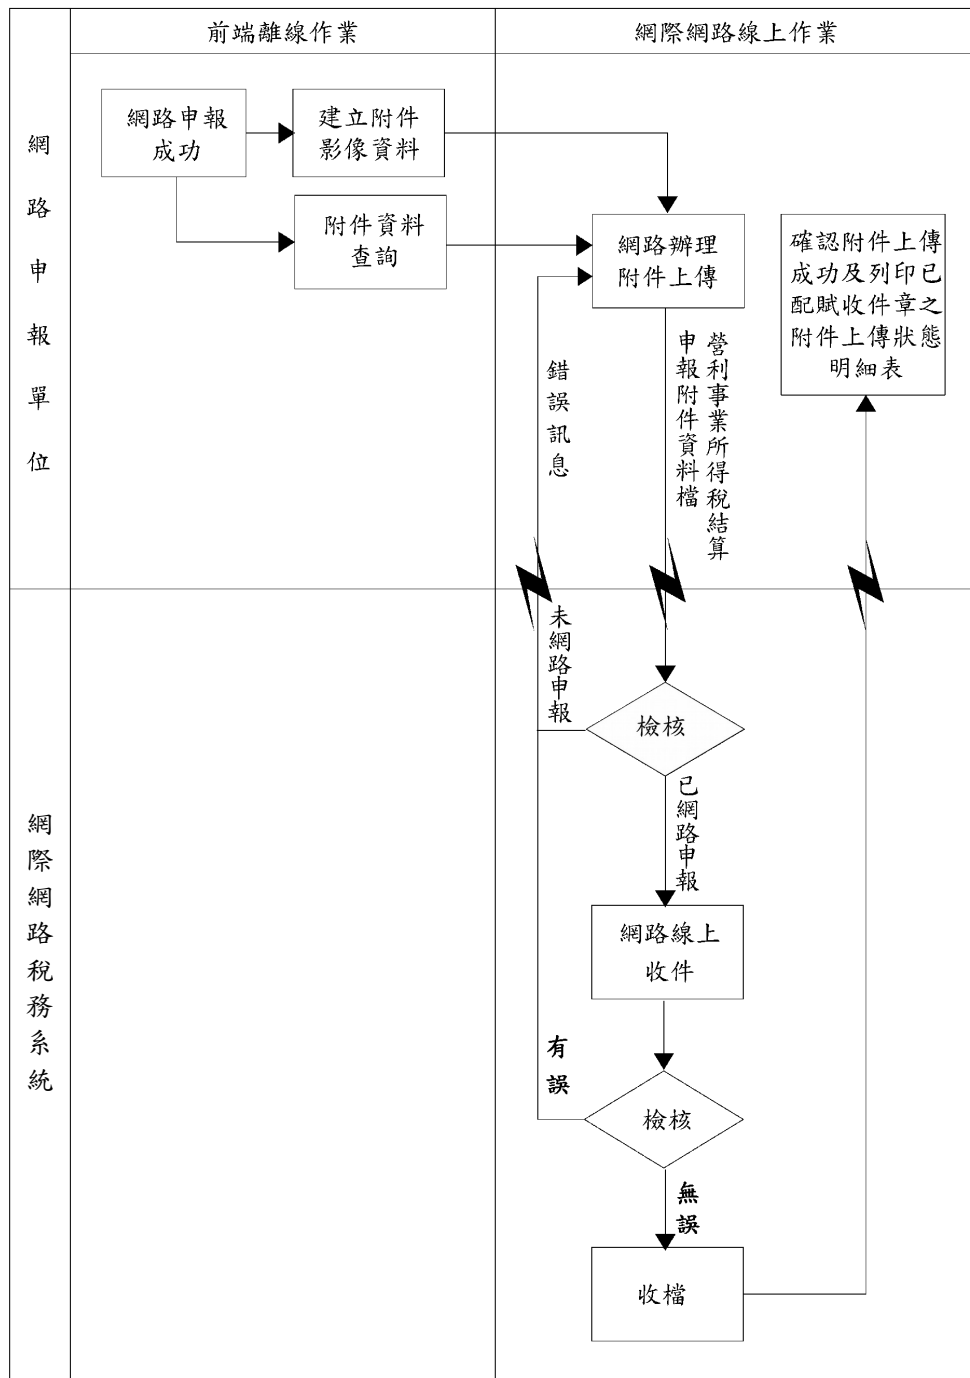 前端離線作業
網際網路線上作業
網路申報單位
網路申報
成功
建立附件
影像資料
附件資料
查詢
網路辦理
附件上傳
確認附件上傳
成功及列印已
配賦收件章之
附件上傳狀態
明細表
錯誤訊息
營利事業所得稅結算
申報附件資料檔
網際網路稅務系統
未網路申報
檢核
已網路申報
網路線上
收件
有誤
檢核
無誤
收檔